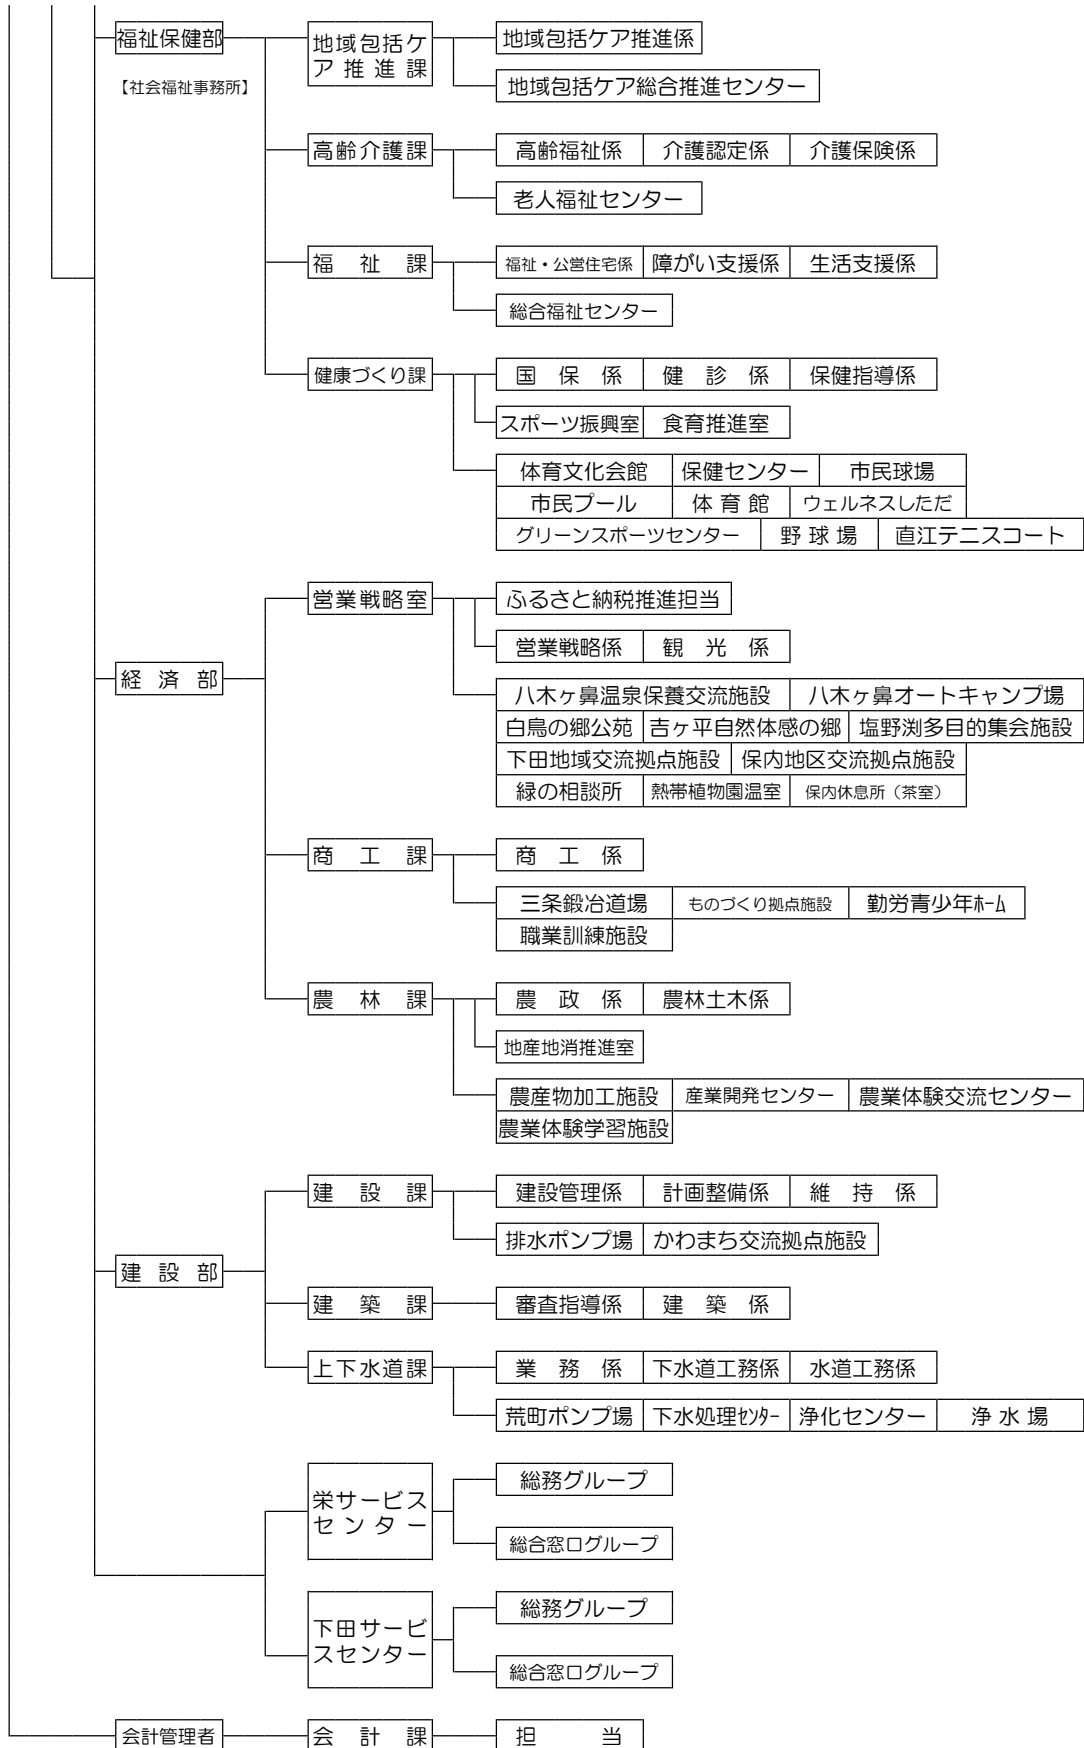 福祉保健部
【社会福祉事務所】
地域包括ケ
ア推進課
地域包括ケア推進係
地域包括ケア総合推進センター
高齢介護課
高齢福祉係 介護認定係 介護保険係
老人福祉センター
福祉課
福祉・公営住宅係 障がい支援係 生活支援係
総合福祉センター
健康づくり課
国保係 健診係 保健指導係
スポーツ振興室 食育推進室
体育文化会館 保健センター 市民球場
市民プール 体育館 ウェルネスしただ
グリーンスポーツセンター 野球場 直江テニスコート
経済部
営業戦略室
ふるさと納税推進担当
営業戦略係 観光係
八木ヶ鼻温泉保養交流施設 八木ヶ鼻オートキャンプ場
白鳥の郷公苑 吉ヶ平自然体感の郷 塩野渕多目的集会施設
下田地域交流拠点施設 保内地区交流拠点施設
緑の相談所 熱帯植物園温室 保内休息所（茶室）
商工課
商工係
三条鍛冶道場 ものづくり拠点施設 勤労青少年ﾎｰﾑ
職業訓練施設
農林課
農政係 農林土木係
地産地消推進室
農産物加工施設 産業開発センター 農業体験交流センター
農業体験学習施設
建設部
建設課
建設管理係 計画整備係 維持係
排水ポンプ場 かわまち交流拠点施設
建築課
審査指導係 建築係
上下水道課
業務係 下水道工務係 水道工務係
荒町ポンプ場 下水処理ｾﾝﾀｰ 浄化センター 浄水場
栄サービス
センター
総務グループ
総合窓口グループ
下田サービ
スセンター
総務グループ
総合窓口グループ
会計管理者
会計課
担当